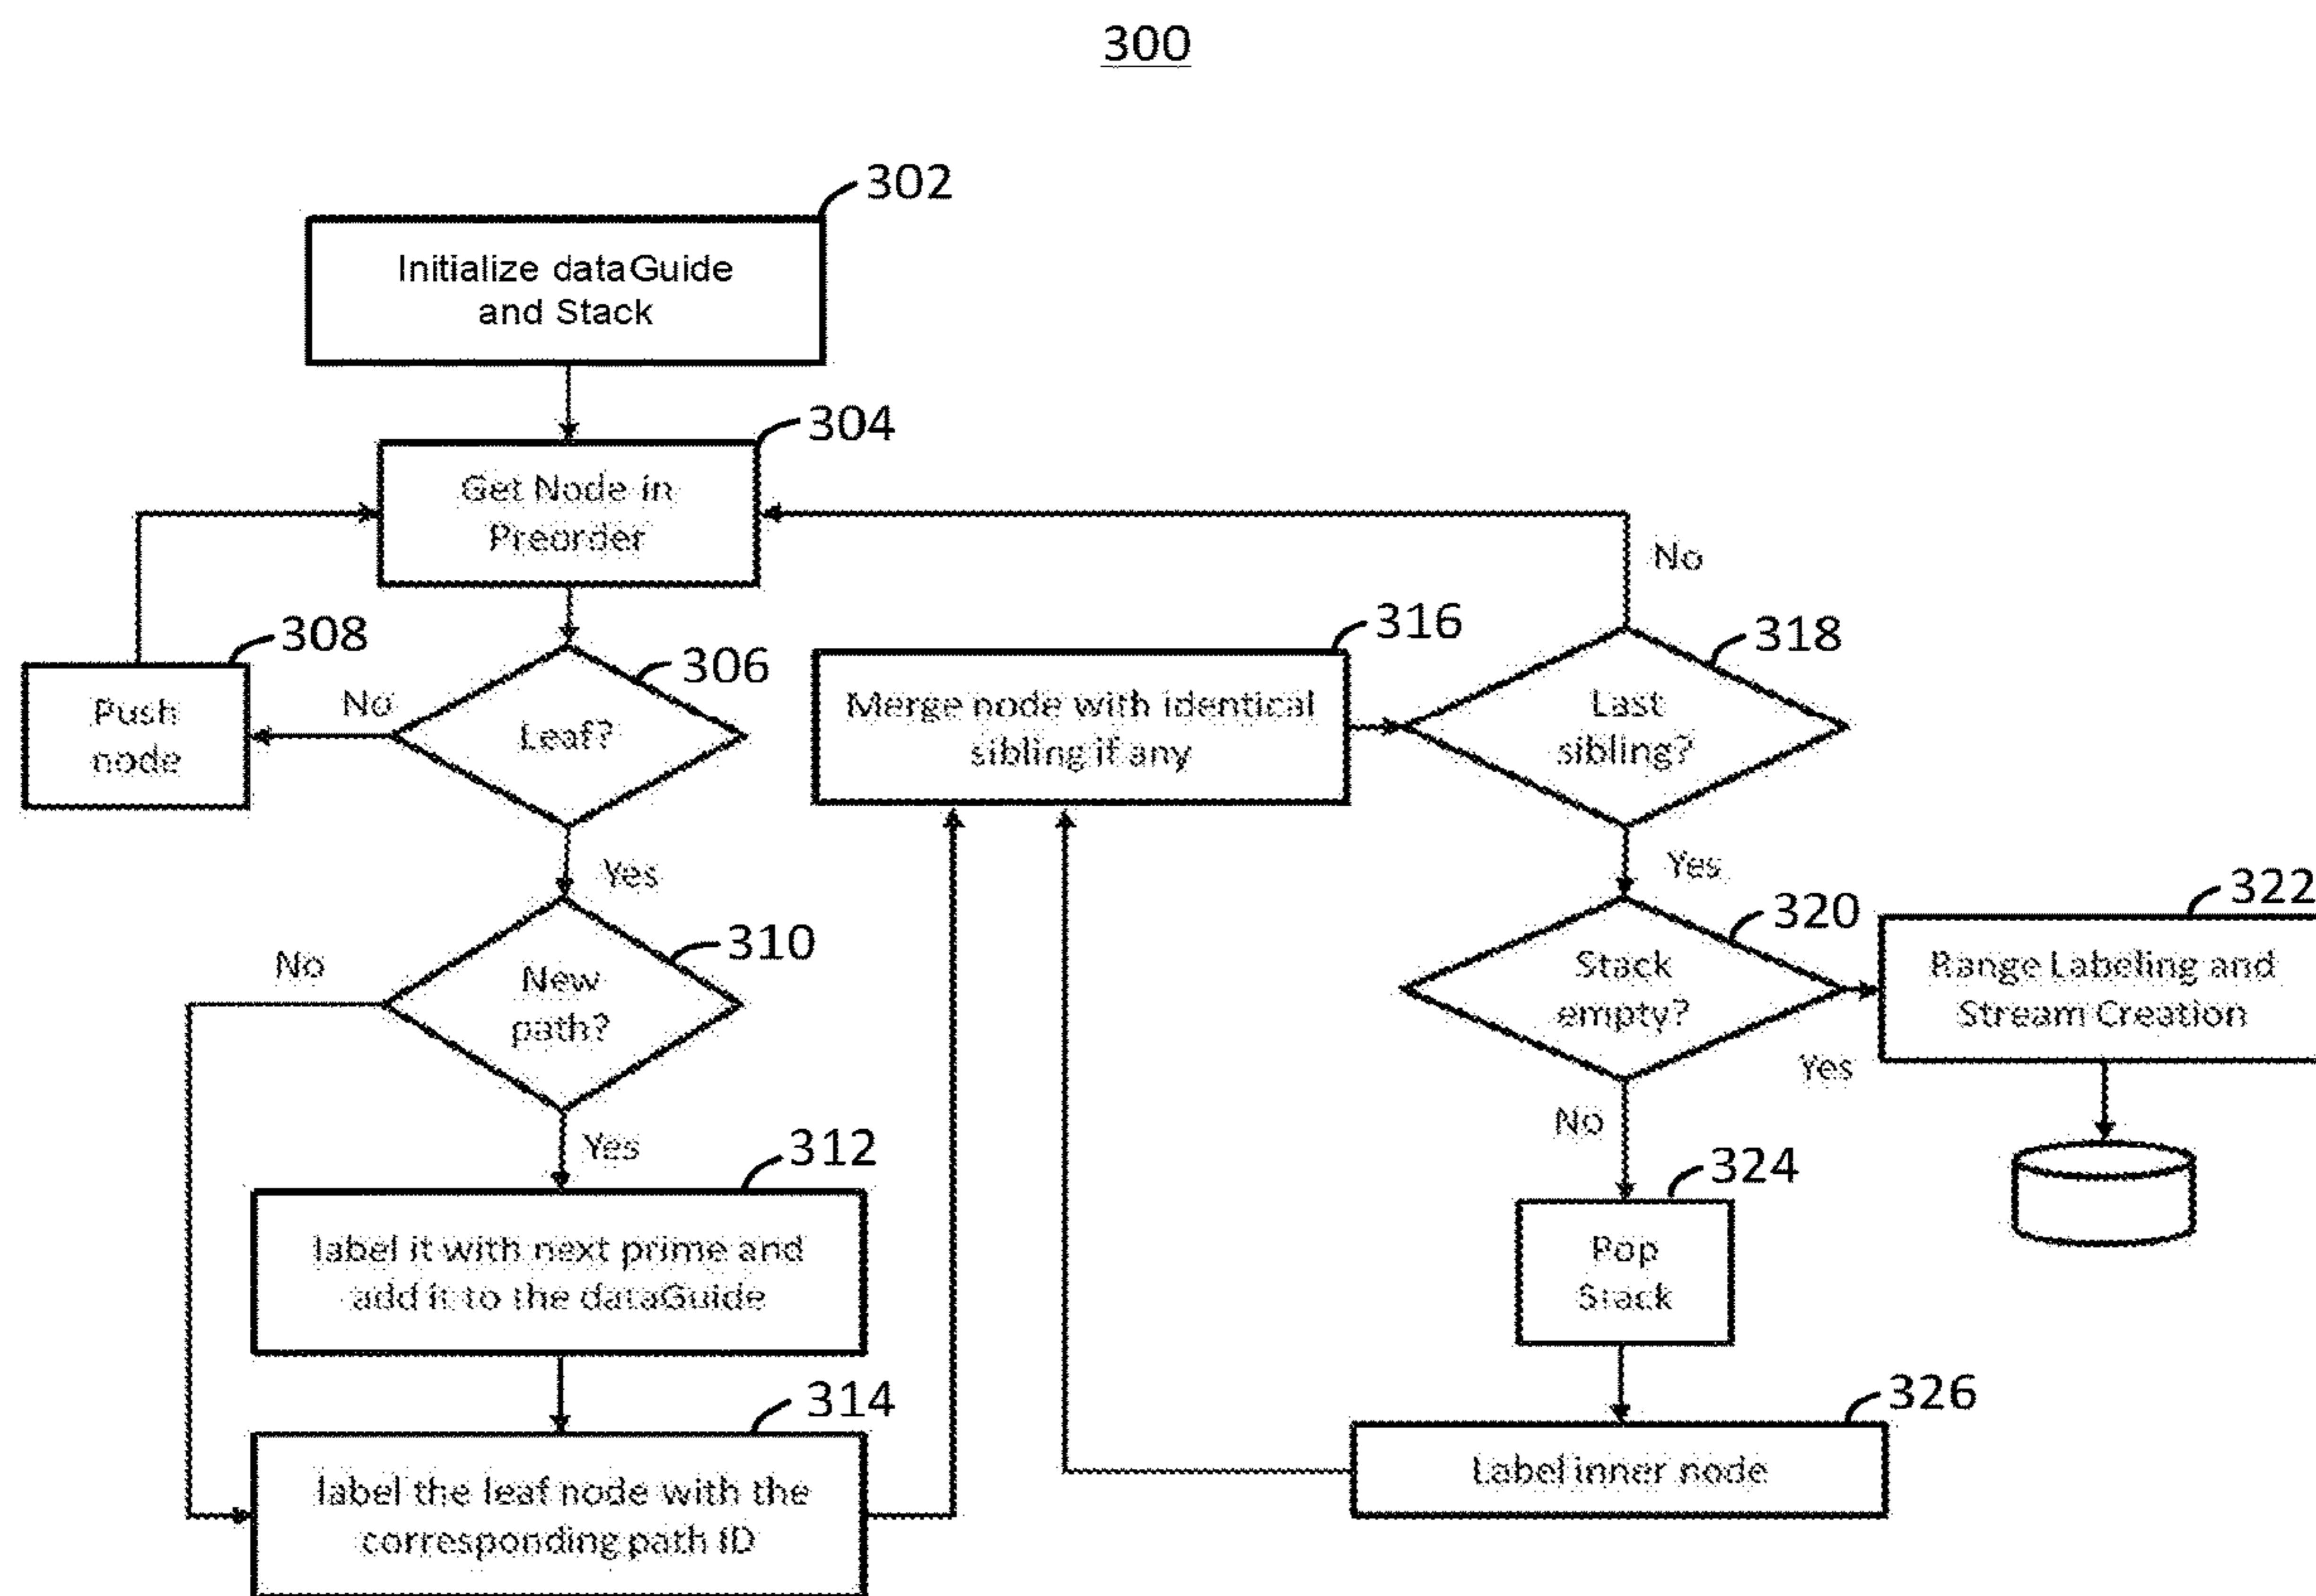 300
302
Initialize dataGuide
and Stack
304
Get Node in
Preorder
No
308
306
316
318
Push
node
No
Leaf?
Merge node with identical
sibling if any
Last
sibling?
Yes
Yes
322
310
320
No
New
path?
Stack
empty?
Range Labeling and
Stream Creation
Yes
No
Yes
312
324
label it with next prime and
add it to the dataGuide
Pop
Stack
314
326
label the leaf node with the
corresponding path ID
Label inner node